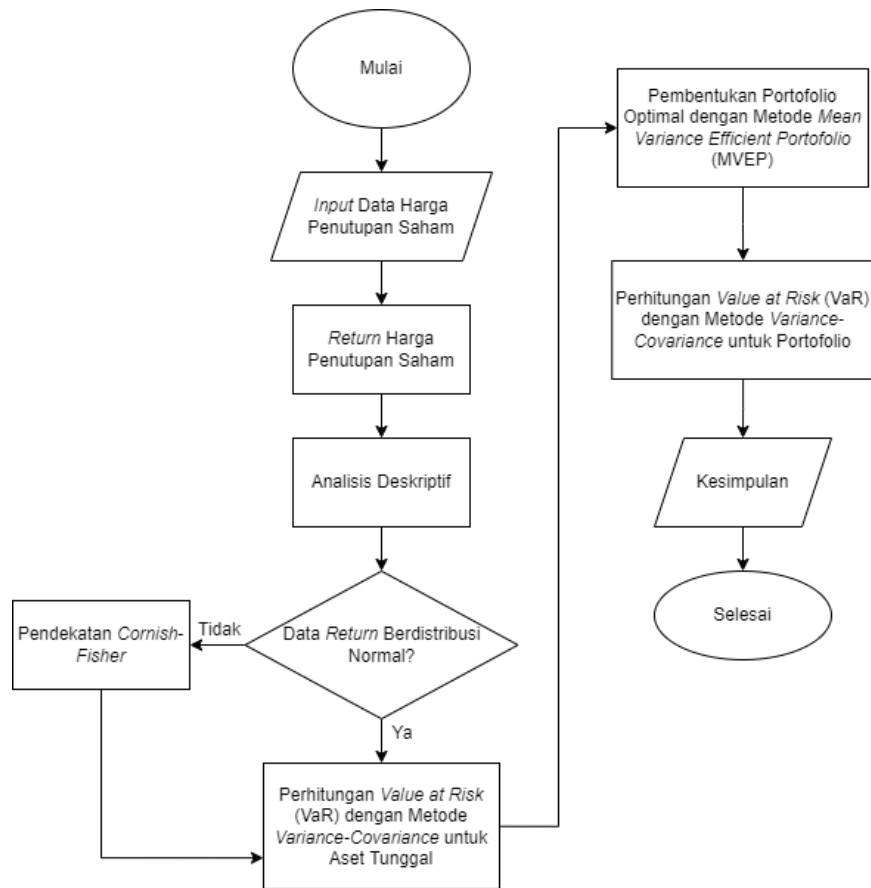 Mulai
Input Data Harga
Penutupan Saham
Return Harga
Penutupan Saham
Analisis Deskriptif
Data Return Berdistribusi
Normal?
Tidak
Pendekatan Cornish-
Fisher
Ya
Perhitungan Value at Risk
(VaR) dengan Metode
Variance-Covariance untuk
Aset Tunggal
Pembentukan Portofolio
Optimal dengan Metode Mean
Variance Efficient Portofolio
(MVEP)
Perhitungan Value at Risk (VaR)
dengan Metode Variance-
Covariance untuk Portofolio
Kesimpulan
Selesai